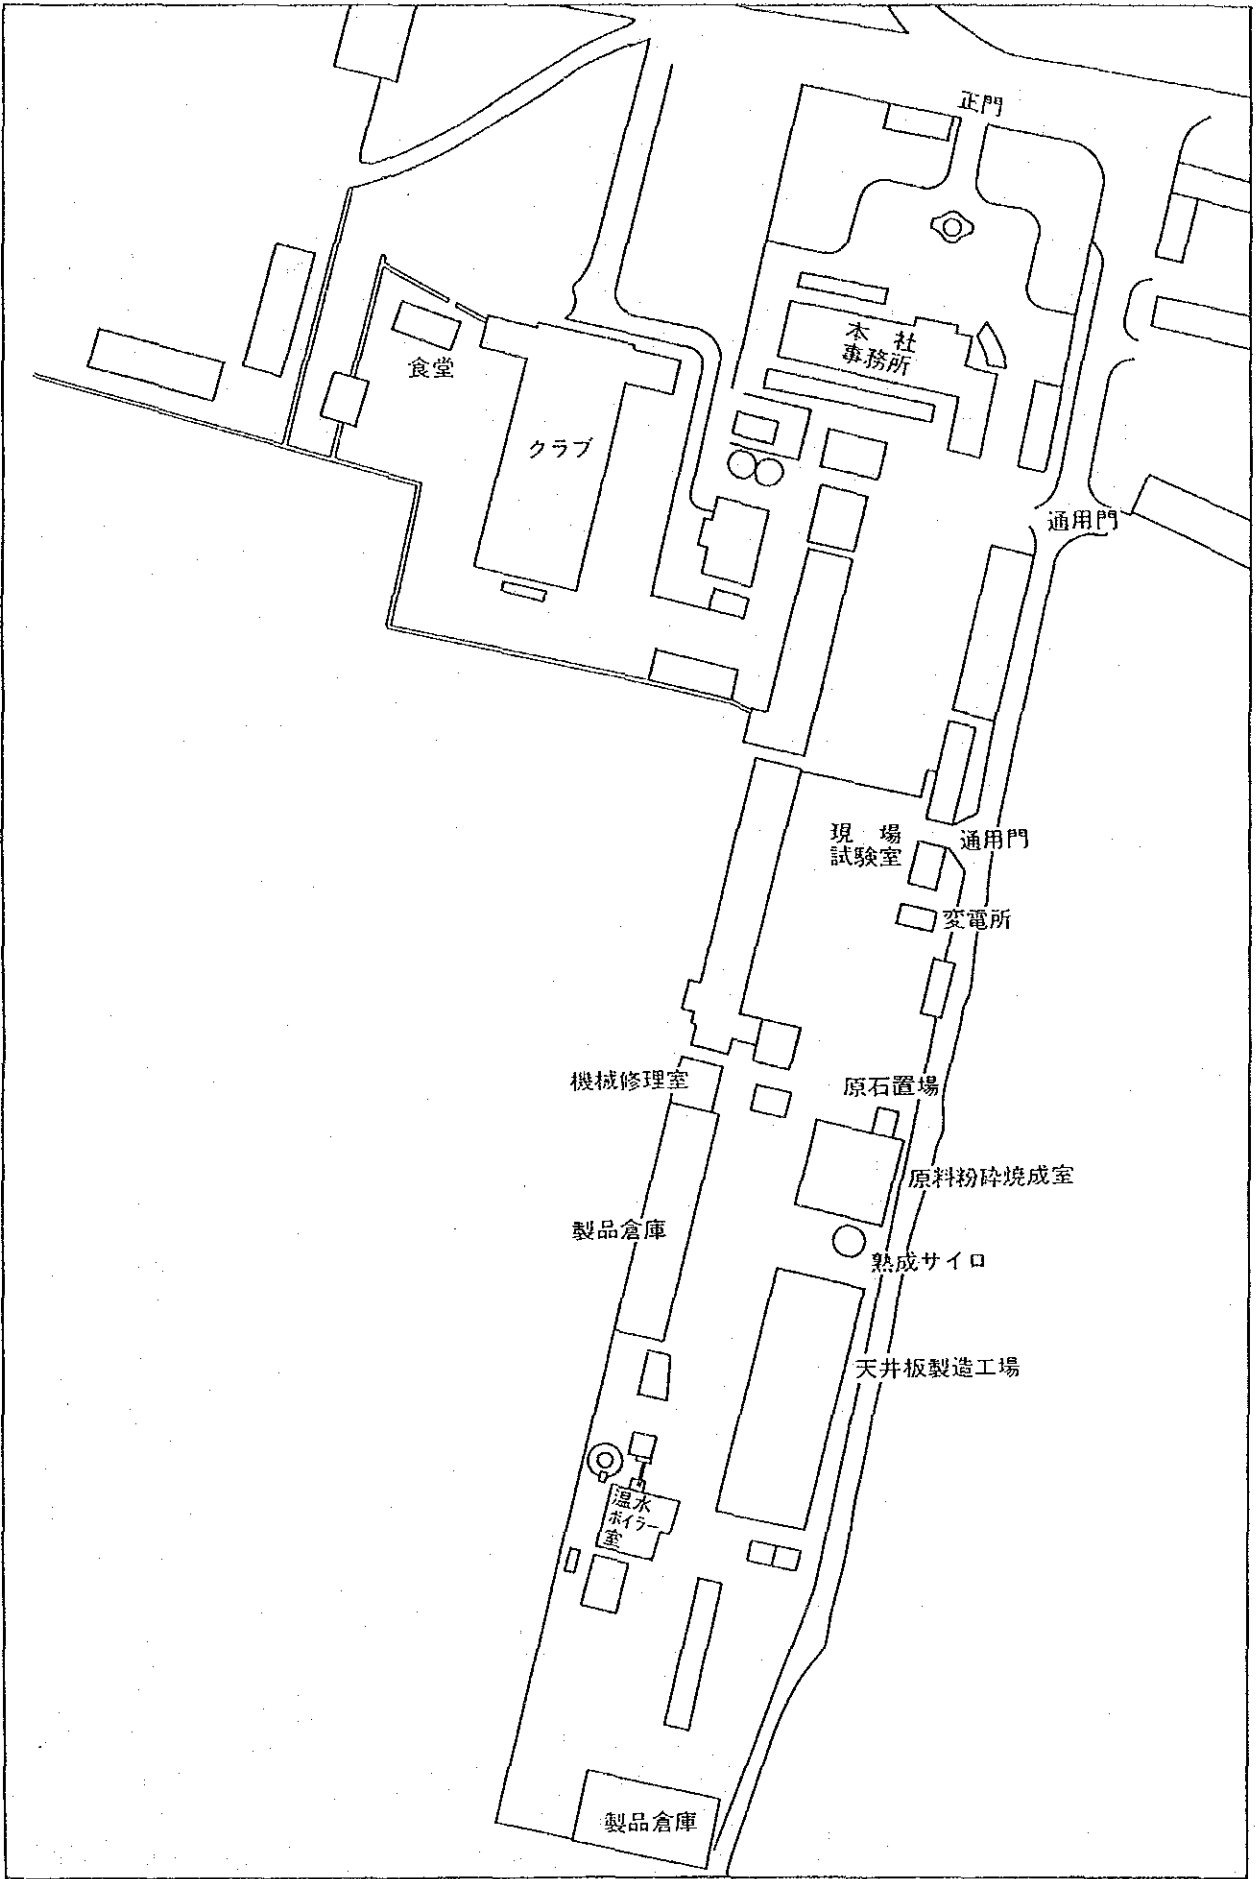 正門
本 社
事務所
食堂
クラブ
通用門
現 場
試験室
通用門
変電所
機械修理室
原石置場
原料粉砕焼成室
製品倉庫
熟成サイロ
天井板製造工場
温水
ボイラー
室
製品倉庫